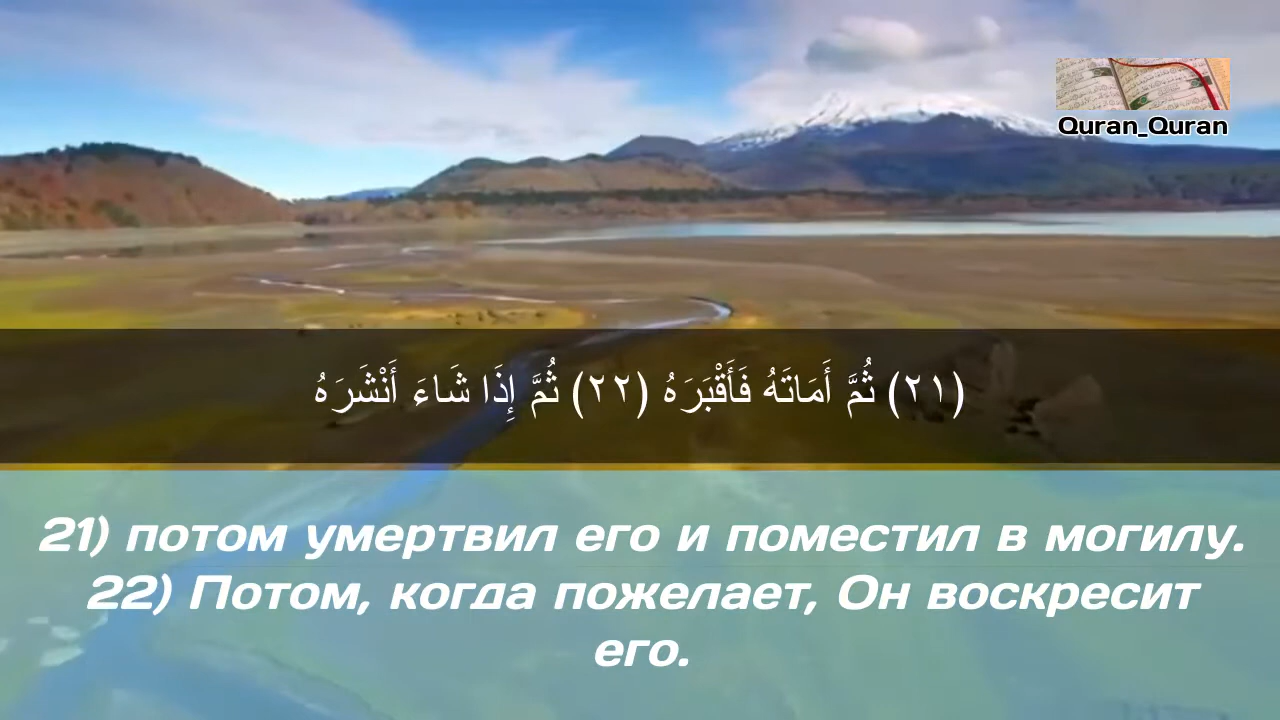 Quran_Quran
(٢١) ثُمَّ أَمَاتَهُ فَأَقْبَرَهُ (٢٢) ثُمَّ إِذَا شَاءَ أَنْشَرَهُ
21) потом умертвил его и поместил в могилу.
22) Потом, когда пожелает, Он воскресит
его.